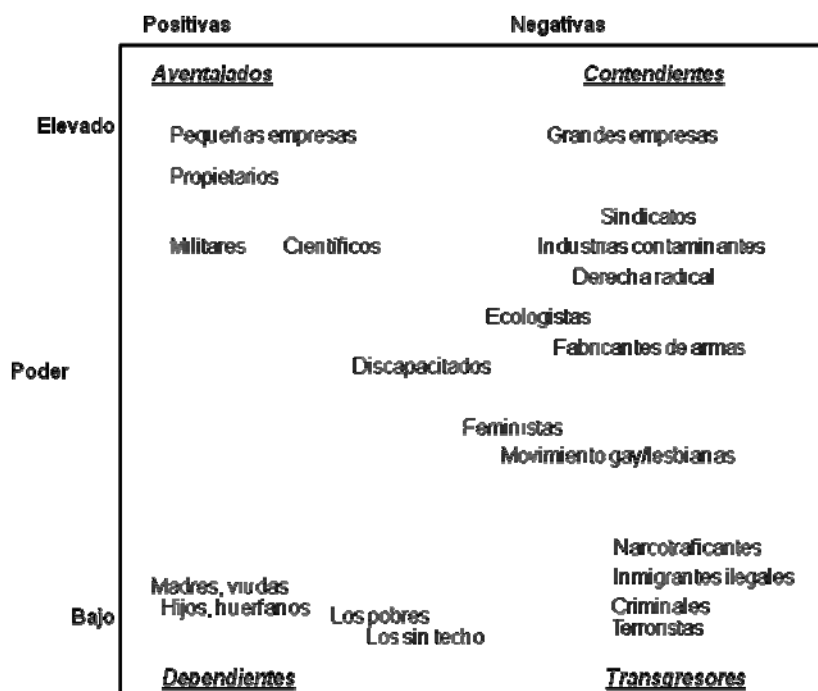 Positivas Negativas
Aventalados Contendientes
Elevado
Pequeñas empresas Grandes empresas
Propietarios
Sindicatos
Militares Científicos Industrias contaminantes
Derecha radical
Ecologistas
Fabricantes de armas
Poder Discapacitados
Feministas
Movimiento gay/lesbianas
Narcotraficantes
Madres, viudas Inmigrantes ilegales
Hijos, huerfanos Criminales
Bajo Los pobres
Terroristas
Los sin techo
Dependientes Transgresores